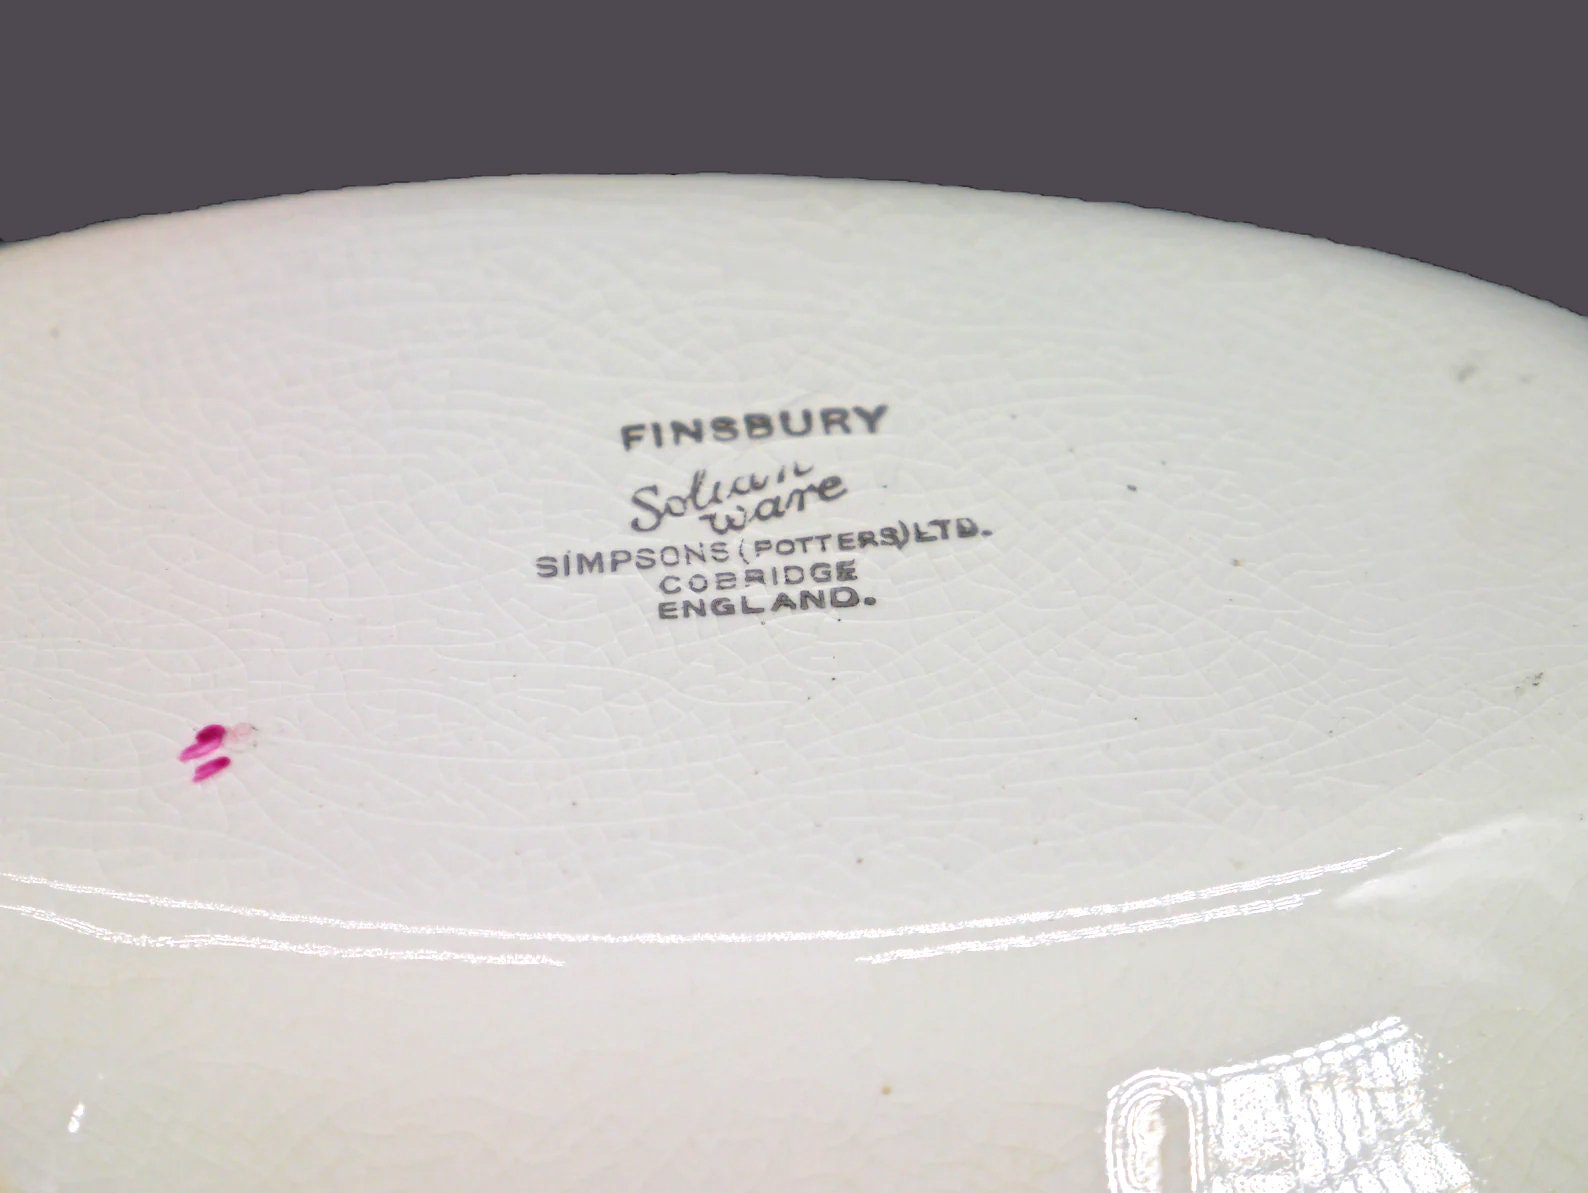 FINSBURY
Solian
ware
SIMPSONS (POTTERS) LTD.
COBRIDGE
ENGLAND.